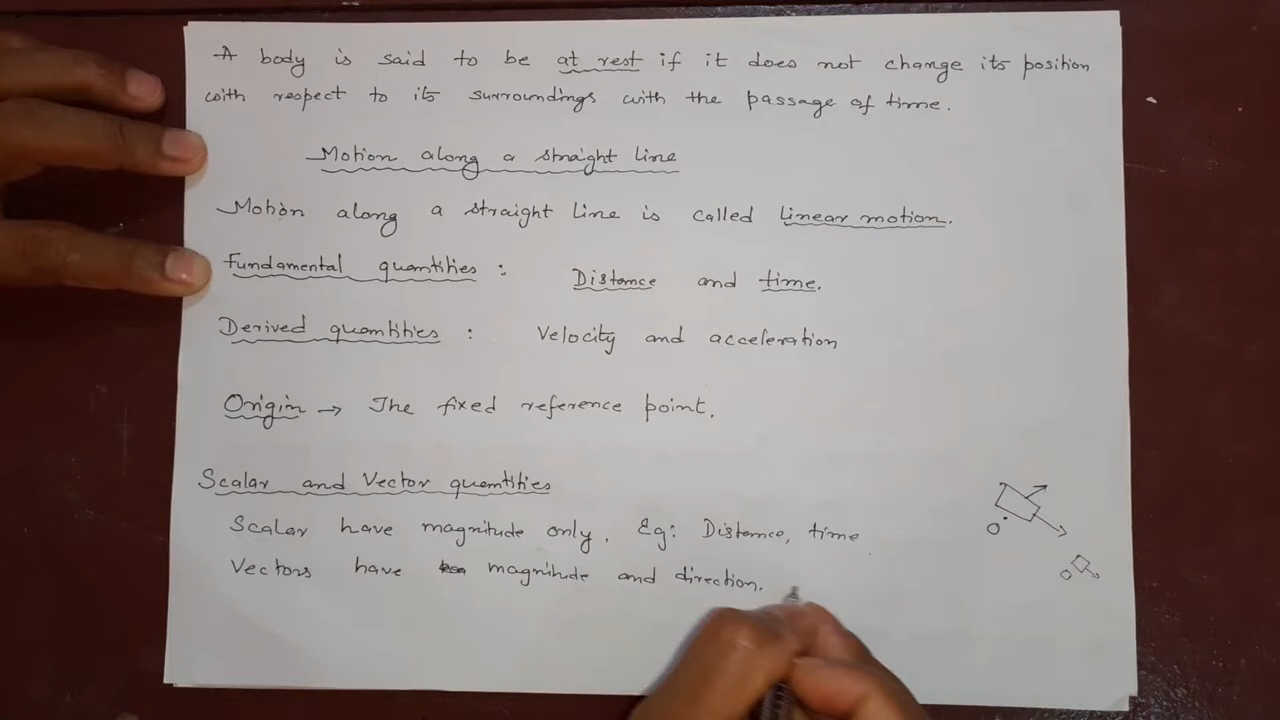 A body is said to be at rest if it does not change its position
with respect to its surroundings with the passage of time.
Motion along a straight line
Motion along a straight line is called linear motion.
Fundamental quantities : Distance and time.
Derived quantities : Velocity and acceleration
Origin → The fixed reference point.
Scalar and Vector quantities
Scalar have magnitude only. Eg: Distance, time
Vectors have magnitude and direction.